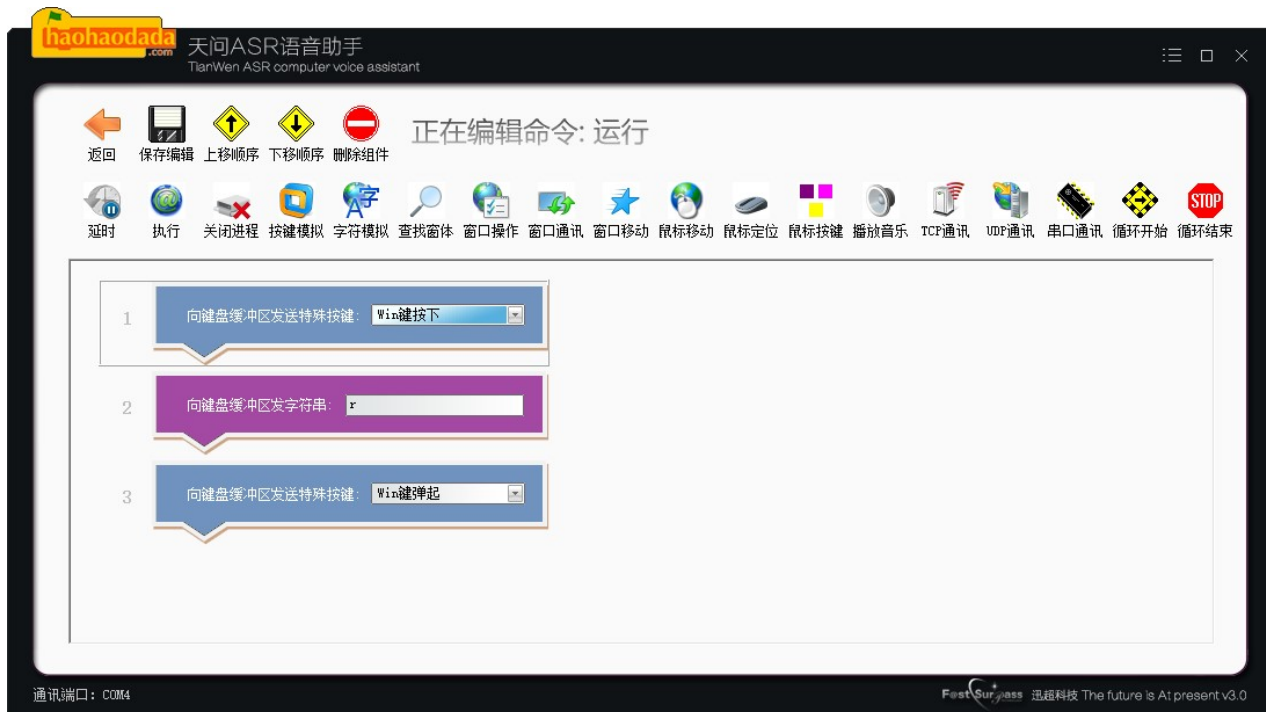 haohaodada
.com
天问ASR语音助手
TianWen ASR computer voice assistant
返回 保存编辑 上移顺序 下移顺序 删除组件
正在编辑命令: 运行
延时 执行 关闭进程 按键模拟 字符模拟 查找窗体 窗口操作 窗口通讯 窗口移动 鼠标移动 鼠标定位 鼠标按键 播放音乐 TCP通讯 UDP通讯 串口通讯 循环开始 循环结束
字
A
STOP
1 向键盘缓冲区发送特殊按键: Win键按下
2 向键盘缓冲区发字符串: r
3 向键盘缓冲区发送特殊按键: Win键弹起
通讯端口: COM4
FastSurpass 迅超科技 The future is At present v3.0